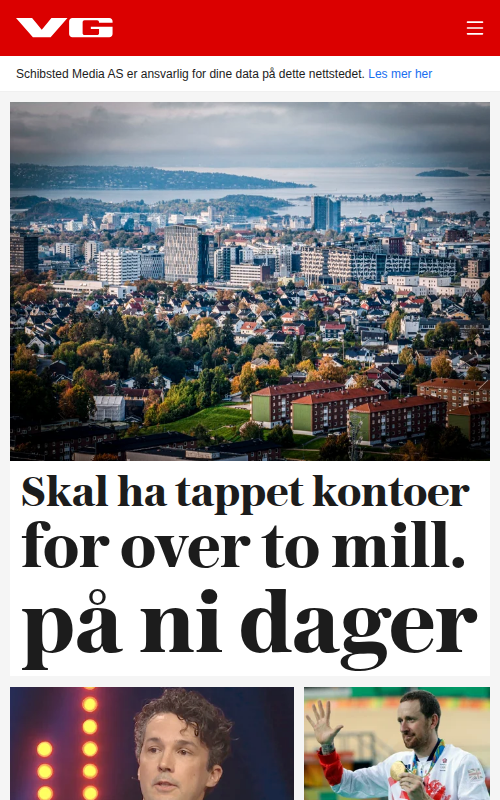 VG
Schibsted Media AS er ansvarlig for dine data på dette nettstedet. Les mer her
Skal ha tappet kontoer
for over to mill.
på ni dager